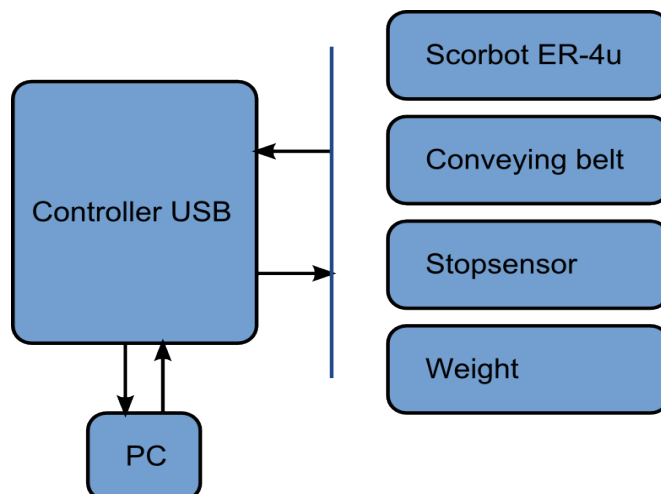 Scorbot ER-4u
Conveying belt
Controller USB
Stopsensor
Weight
PC